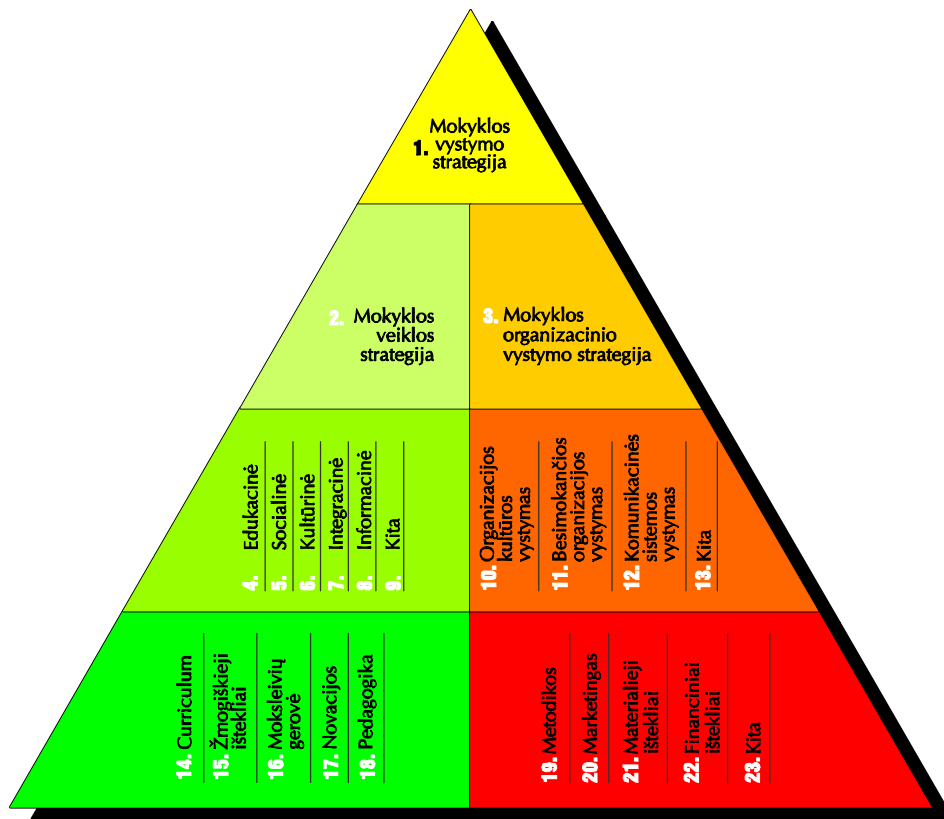 Mokyklos
1. vystymo
strategija
2. Mokyklos
veiklos
strategija
3. Mokyklos
organizacinio
vystymo strategija
4. Edukacinė
5. Socialinė
6. Kultūrinė
7. Integracinė
8. Informacinė
9. Kita
10. Organizacijos
kultūros
vystymas
11. Besimokančios
organizacijos
vystymas
12. Komunikacinės
sistemos
vystymas
13. Kita
14. Curriculum
15. Žmogiškieji
ištekliai
16. Moksleivių
gerovė
17. Novacijos
18. Pedagogika
19. Metodikos
20. Marketingas
21. Materialieji
ištekliai
22. Financiniai
ištekliai
23. Kita